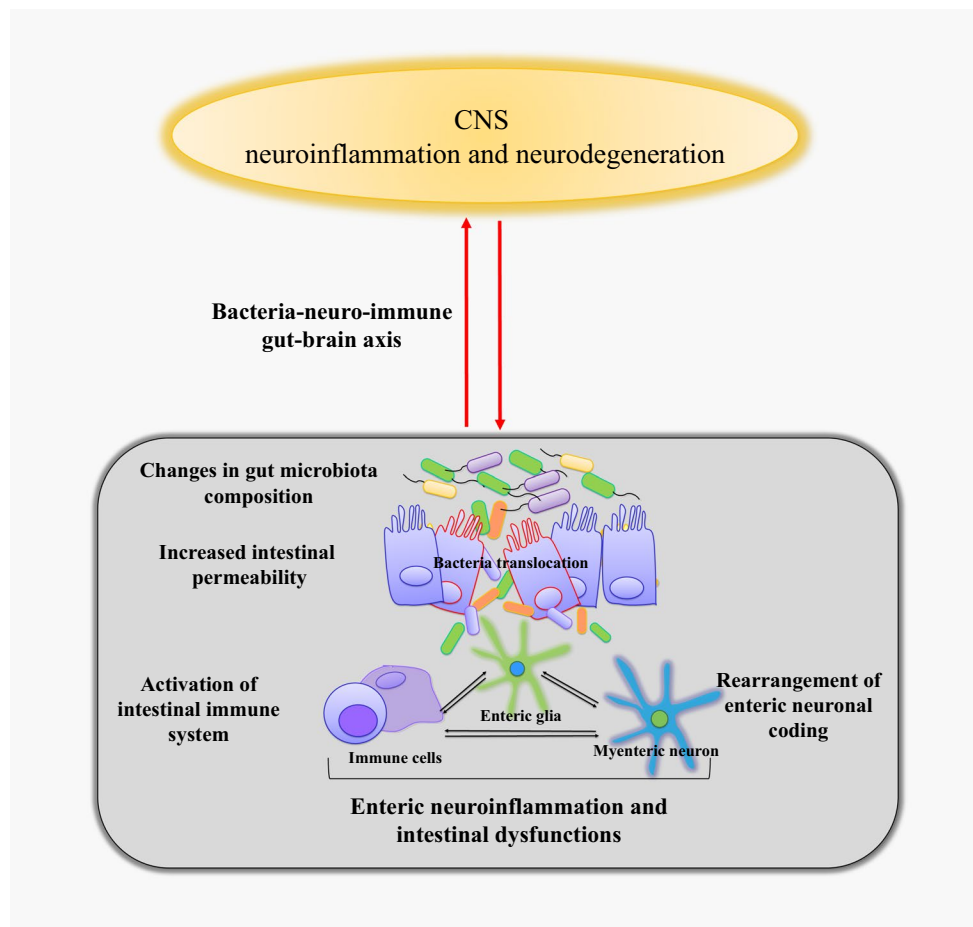 CNS
neuroinflammation and neurodegeneration
Bacteria-neuro-immune
gut-brain axis
Changes in gut microbiota
composition
Increased intestinal
permeability
Bacteria translocation
Activation of
intestinal immune
system
Rearrangement of
enteric neuronal
coding
Enteric glia
Immune cells
Myenteric neuron
Enteric neuroinflammation and
intestinal dysfunctions